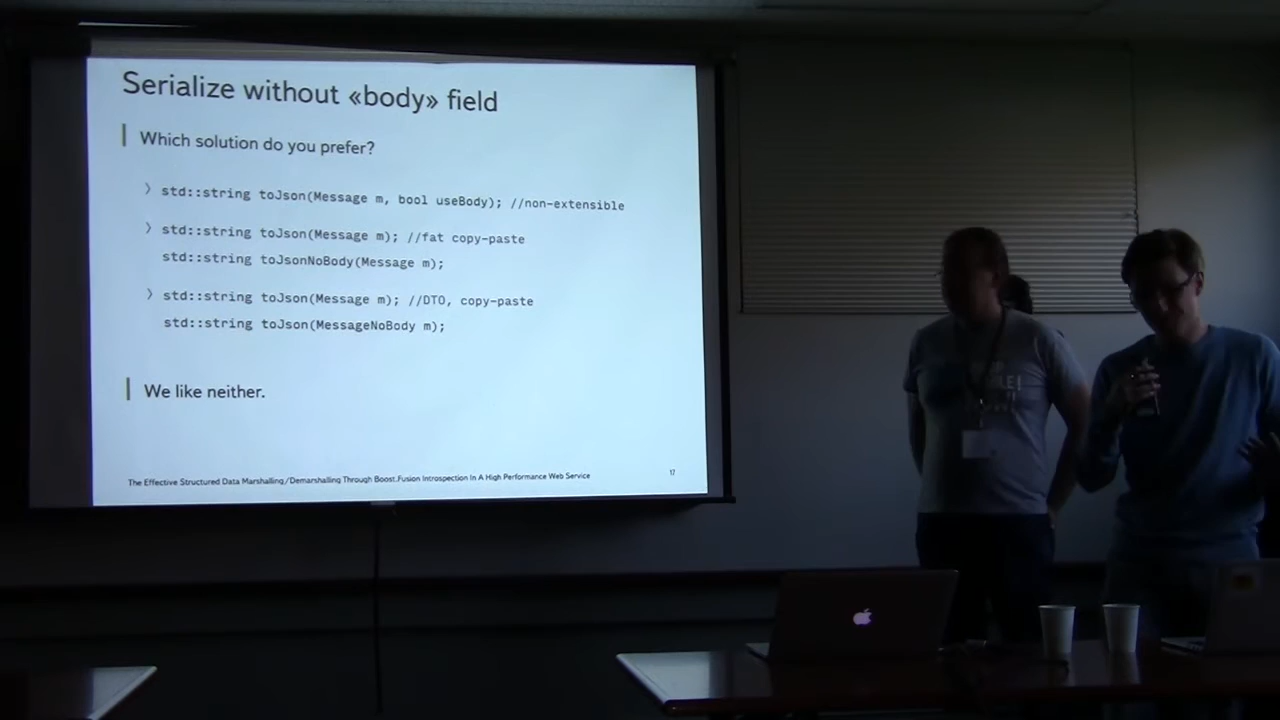 Serialize without «body» field
Which solution do you prefer?
〉 std::string toJson(Message m, bool useBody); //non-extensible
〉 std::string toJson(Message m); //fat copy-paste
std::string toJsonNoBody(Message m);
〉 std::string toJson(Message m); //DTO, copy-paste
std::string toJson(MessageNoBody m);
We like neither.
The Effective Structured Data Marshalling/Demarshalling Through Boost.Fusion Introspection In A High Performance Web Service
17